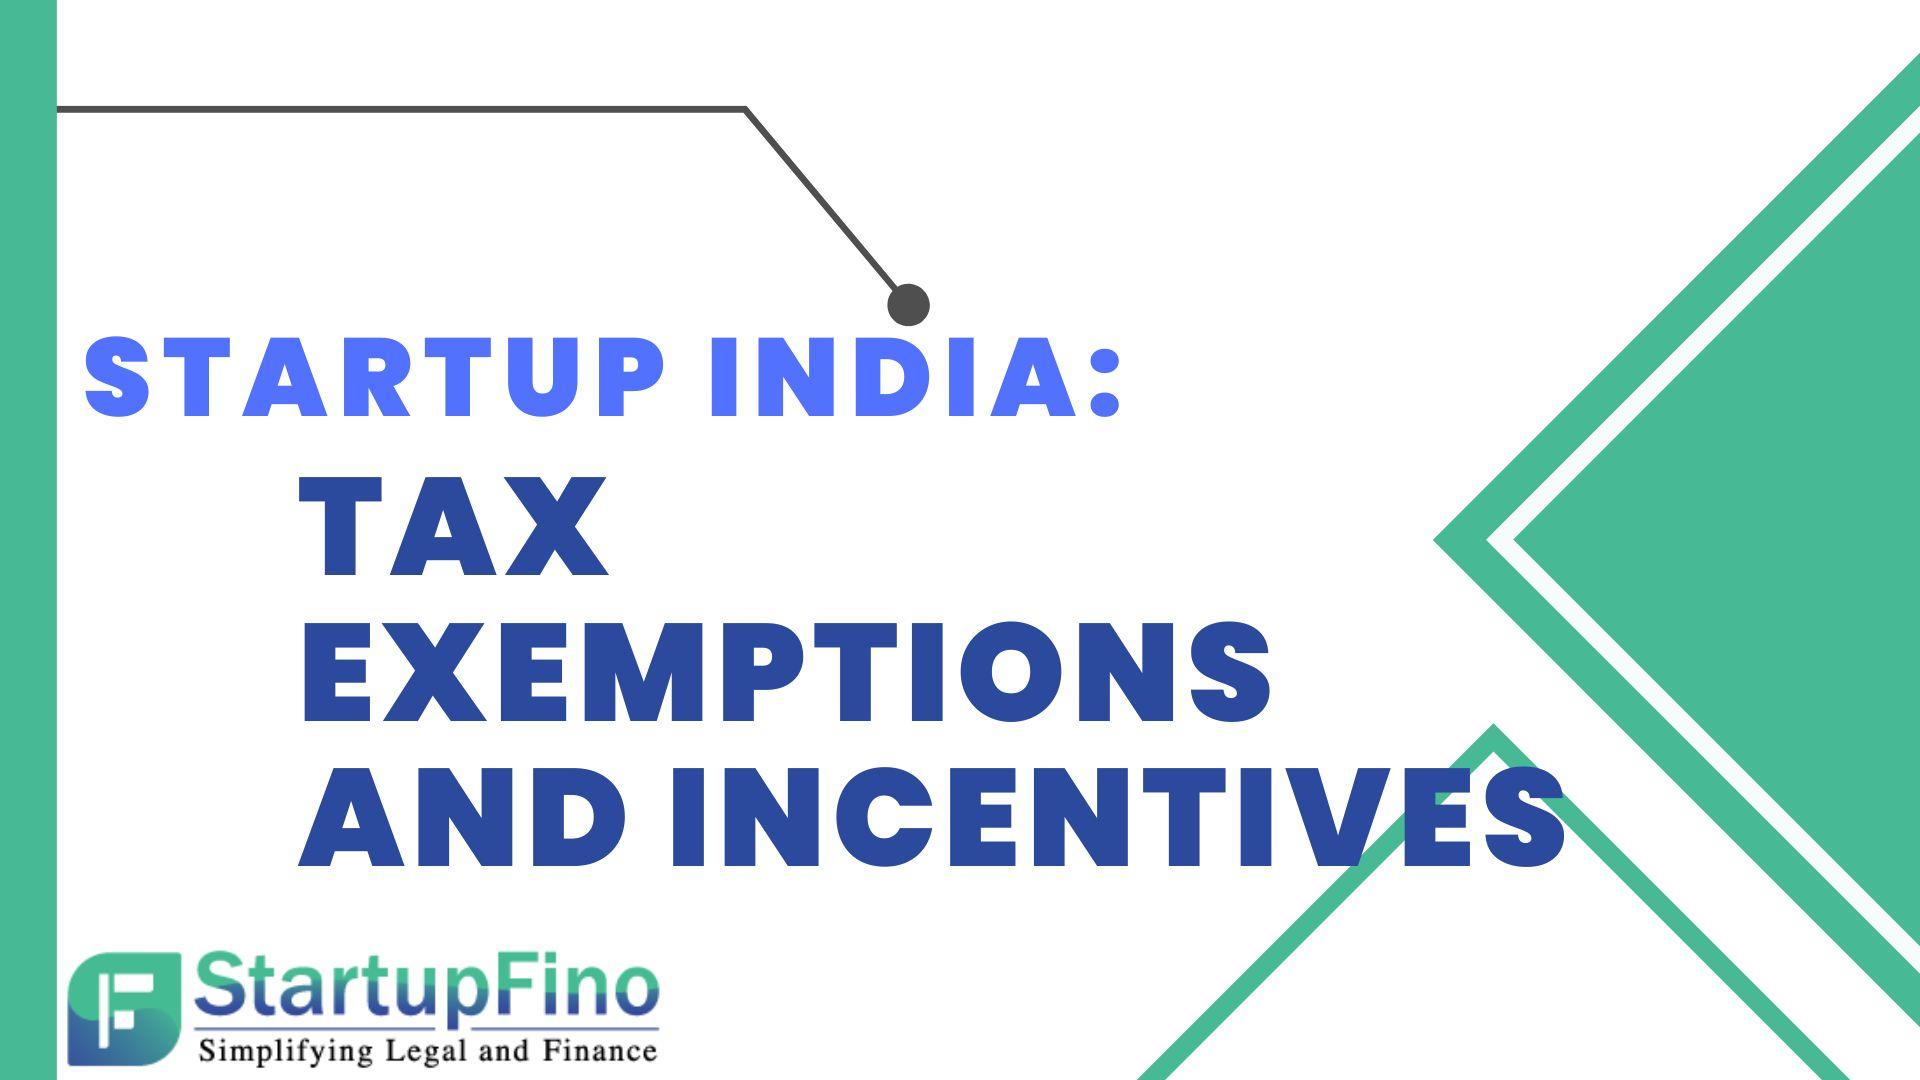 STARTUP INDIA:
TAX
EXEMPTIONS
AND INCENTIVES
StartupFino
Simplifying Legal and Finance